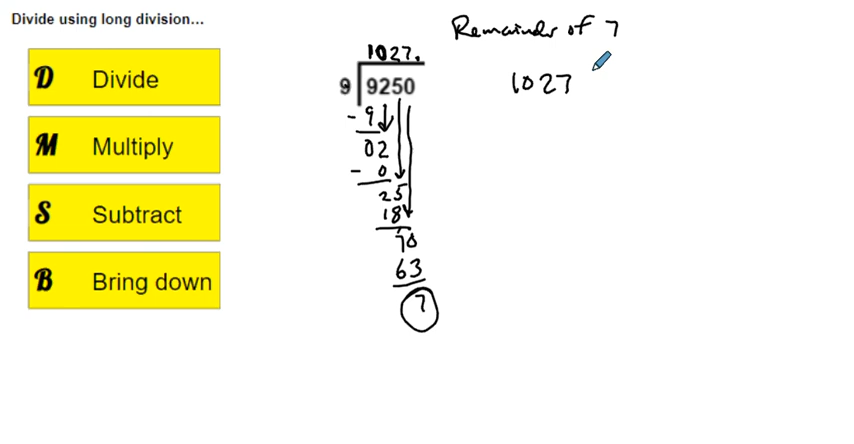 Divide using long division...
D Divide
M Multiply
S Subtract
B Bring down
1027.
9 9250
- 9
02
- 0
25
18
70
63
7
Remainder of 7
1027